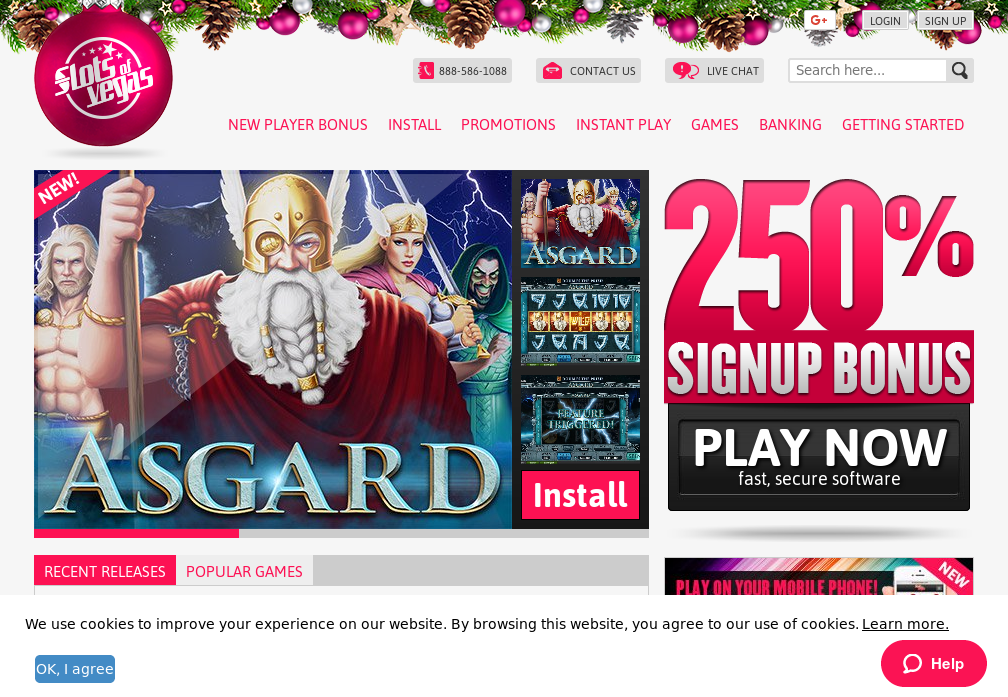 G+
LOGIN
SIGN UP
Slots of Vegas
888-586-1088
CONTACT US
LIVE CHAT
Search here...
NEW PLAYER BONUS
INSTALL
PROMOTIONS
INSTANT PLAY
GAMES
BANKING
GETTING STARTED
NEW!
ASGARD
ASGARD
WILD
FEATURE
TRIGGERED!
Install
250%
SIGNUP BONUS
PLAY NOW
fast, secure software
RECENT RELEASES
POPULAR GAMES
PLAY ON YOUR MOBILE PHONE!
NEW
We use cookies to improve your experience on our website. By browsing this website, you agree to our use of cookies. Learn more.
OK, I agree
Help